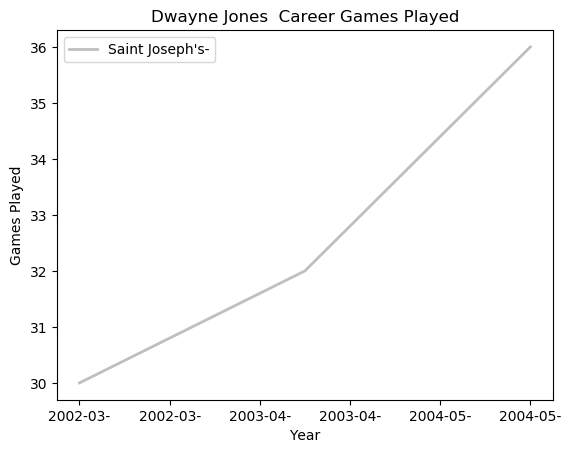 Dwayne Jones  Career Games Played
Saint Joseph's-
36
35
34
33
32
31
30
Games Played
2002-03- 2002-03- 2003-04- 2003-04- 2004-05- 2004-05-
Year